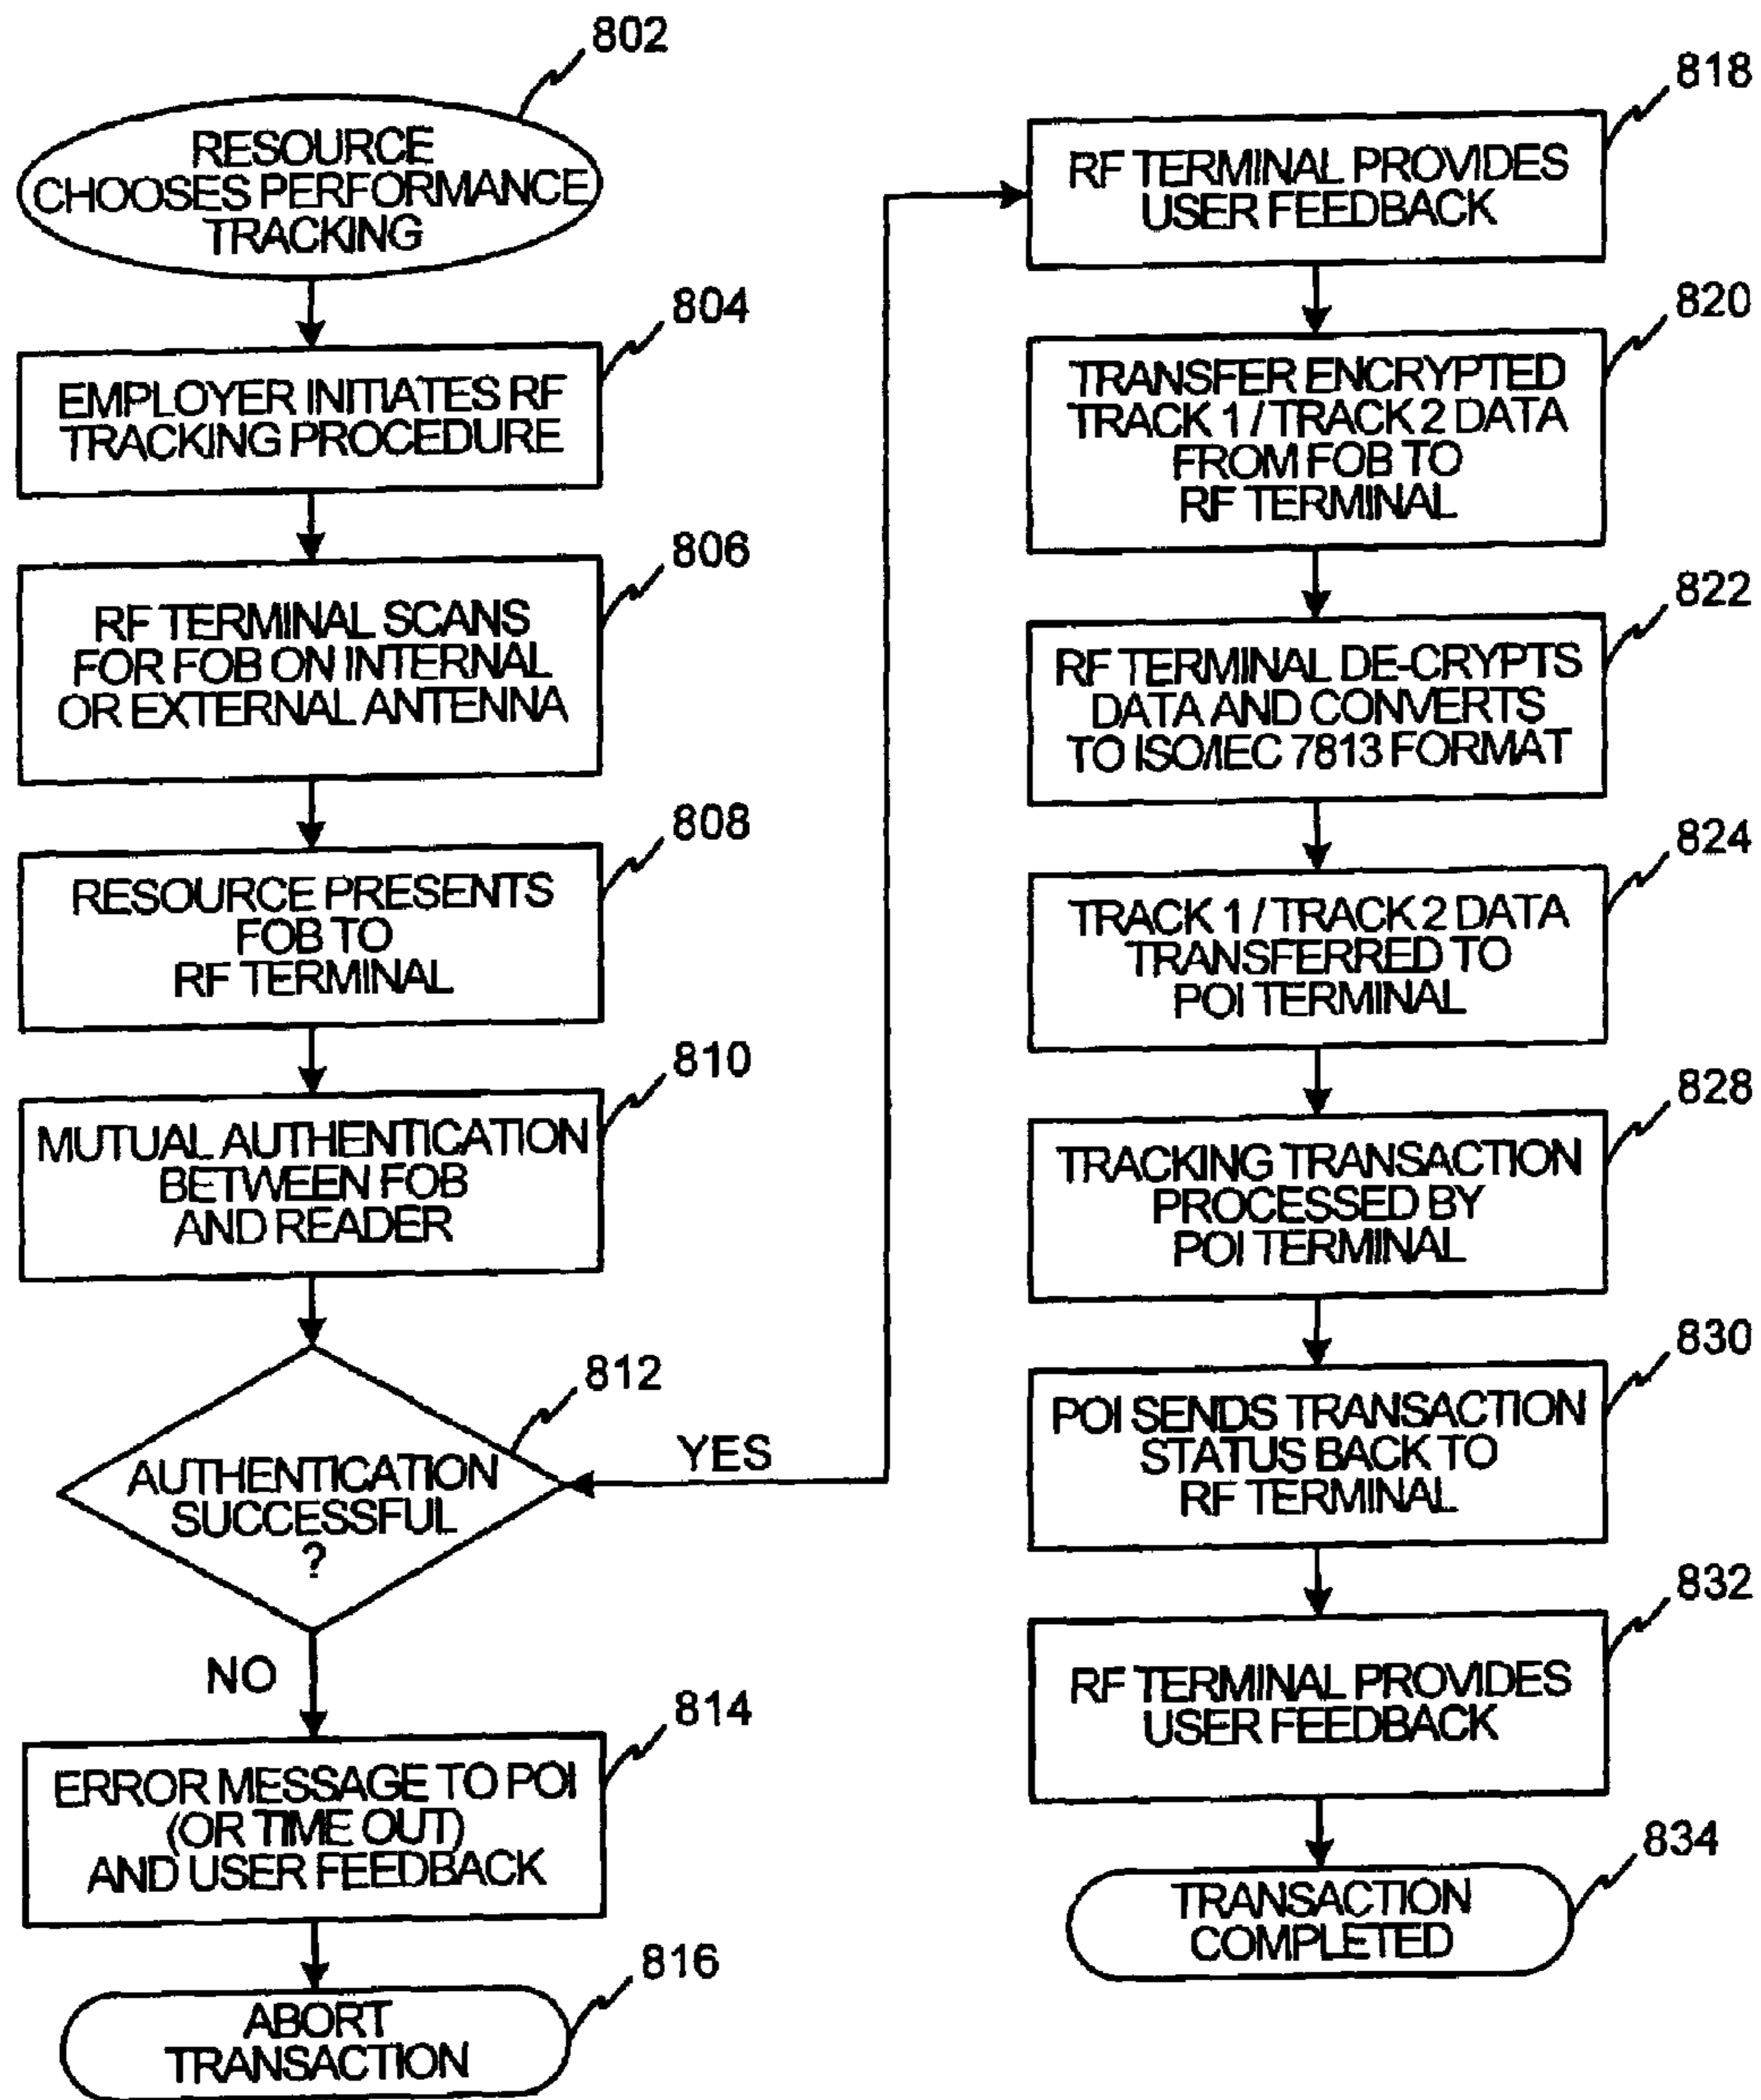 802
RESOURCE
CHOOSES PERFORMANCE
TRACKING
804
EMPLOYER INITIATES RF
TRACKING PROCEDURE
806
RF TERMINAL SCANS
FOR FOB ON INTERNAL
OR EXTERNAL ANTENNA
808
RESOURCE PRESENTS
FOB TO
RF TERMINAL
810
MUTUAL AUTHENTICATION
BETWEEN FOB
AND READER
812
AUTHENTICATION
SUCCESSFUL
?
YES
NO
814
ERROR MESSAGE TO POI
(OR TIME OUT)
AND USER FEEDBACK
816
ABORT
TRANSACTION
818
RF TERMINAL PROVIDES
USER FEEDBACK
820
TRANSFER ENCRYPTED
TRACK 1 / TRACK 2 DATA
FROM FOB TO
RF TERMINAL
822
RF TERMINAL DE-CRYPTS
DATA AND CONVERTS
TO ISO/IEC 7813 FORMAT
824
TRACK 1 / TRACK 2 DATA
TRANSFERRED TO
POI TERMINAL
828
TRACKING TRANSACTION
PROCESSED BY
POI TERMINAL
830
POI SENDS TRANSACTION
STATUS BACK TO
RF TERMINAL
832
RF TERMINAL PROVIDES
USER FEEDBACK
834
TRANSACTION
COMPLETED